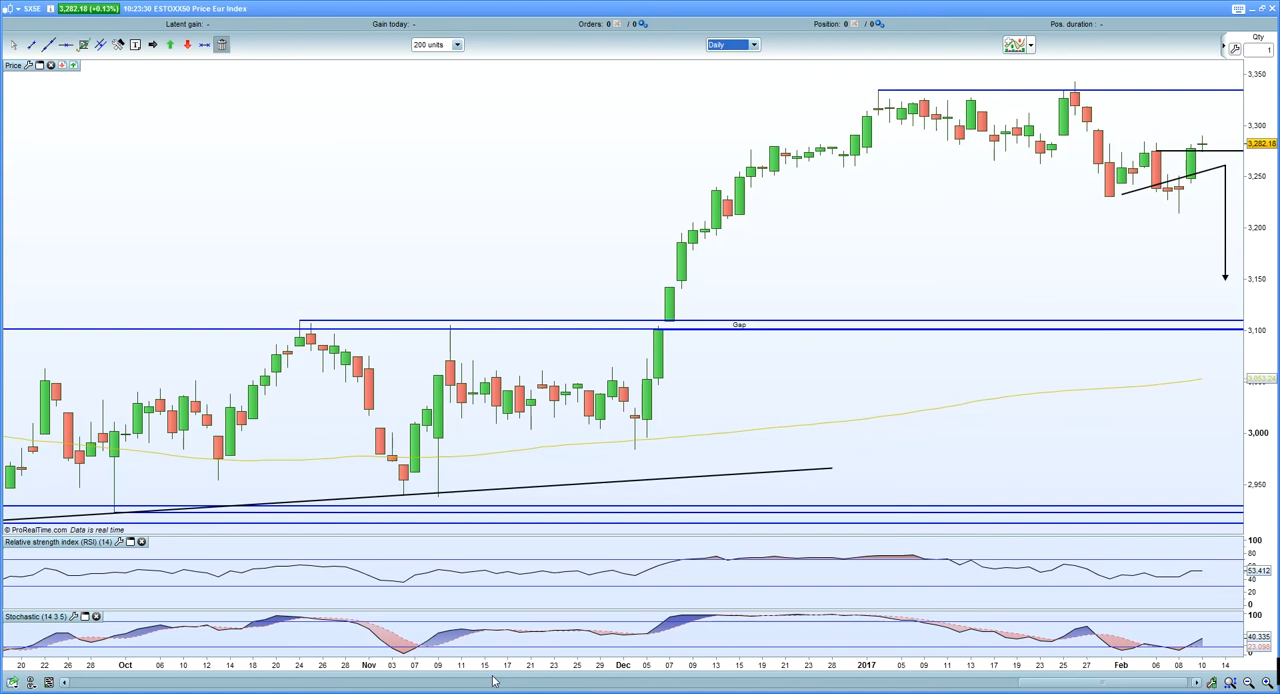 SX5E 3,282.18 (+0.13%) 10:23:30 ESTOXX50 Price Eur Index
Latent gain: - Gain today: - Orders: 0 / 0 Position: 0 / 0 Pos. duration : -
200 units Daily Qty
1
Price
3,350
3,300
3,282.18
3,250
3,200
3,150
Gap
3,100
3,000
2,950
© ProRealTime.com Data is real time
Relative strength index (RSI) (14)
100
80
53.412
40
20
0
Stochastic (14 3 5)
100
40.335
23.098
0
20 22 26 28 Oct 06 10 12 14 18 20 24 26 28 Nov 03 07 09 11 15 17 21 23 25 29 Dec 05 07 09 13 15 19 21 23 28 2017 05 09 11 13 17 19 23 25 27 Feb 06 08 10 14